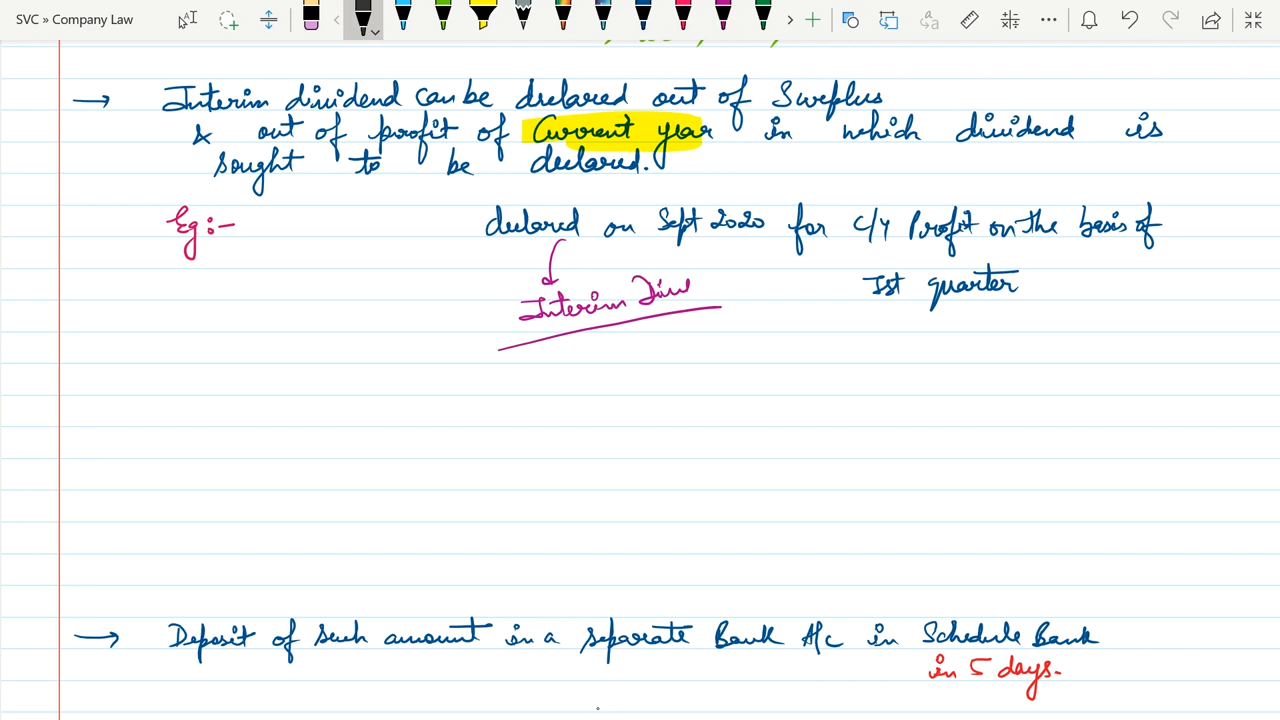 SVC » Company Law
→ Interim dividend can be declared out of Surplus
& out of profit of Current year in which dividend is
sought to be declared.
Eg:- declared on Sept 2020 for C/Y Profit on the basis of
Ist quarter
Interim Divi
→ Deposit of such amount in a separate Bank A/c in Schedule Bank
in 5 days.